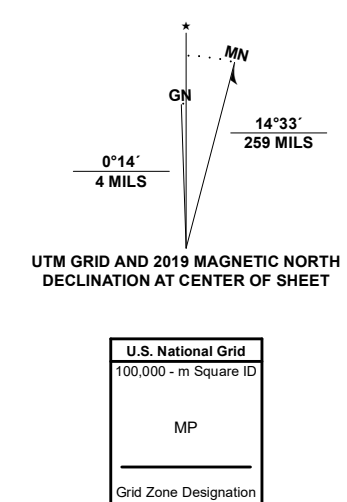 ★
MN
GN
14°33´
259 MILS
0°14´
4 MILS
UTM GRID AND 2019 MAGNETIC NORTH
DECLINATION AT CENTER OF SHEET
U.S. National Grid
100,000 - m Square ID
MP
Grid Zone Designation